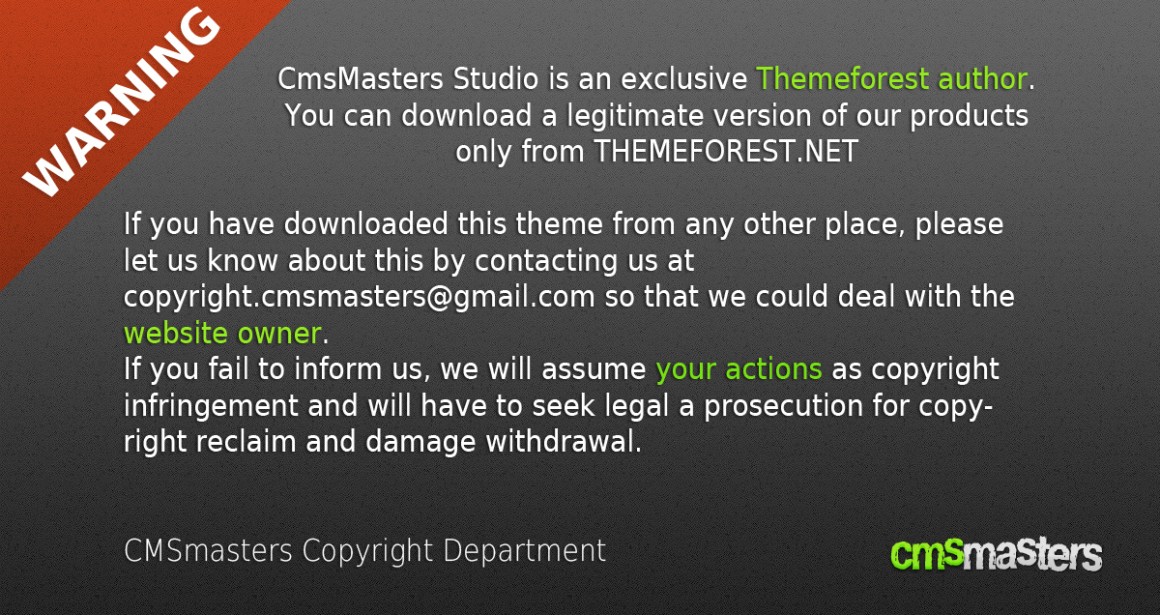 WARNING
CmsMasters Studio is an exclusive Themeforest author.
You can download a legitimate version of our products
only from THEMEFOREST.NET
If you have downloaded this theme from any other place, please
let us know about this by contacting us at
copyright.cmsmasters@gmail.com so that we could deal with the
website owner.
If you fail to inform us, we will assume your actions as copyright
infringement and will have to seek legal a prosecution for copy-
right reclaim and damage withdrawal.
CMSmasters Copyright Department
cmsmasters